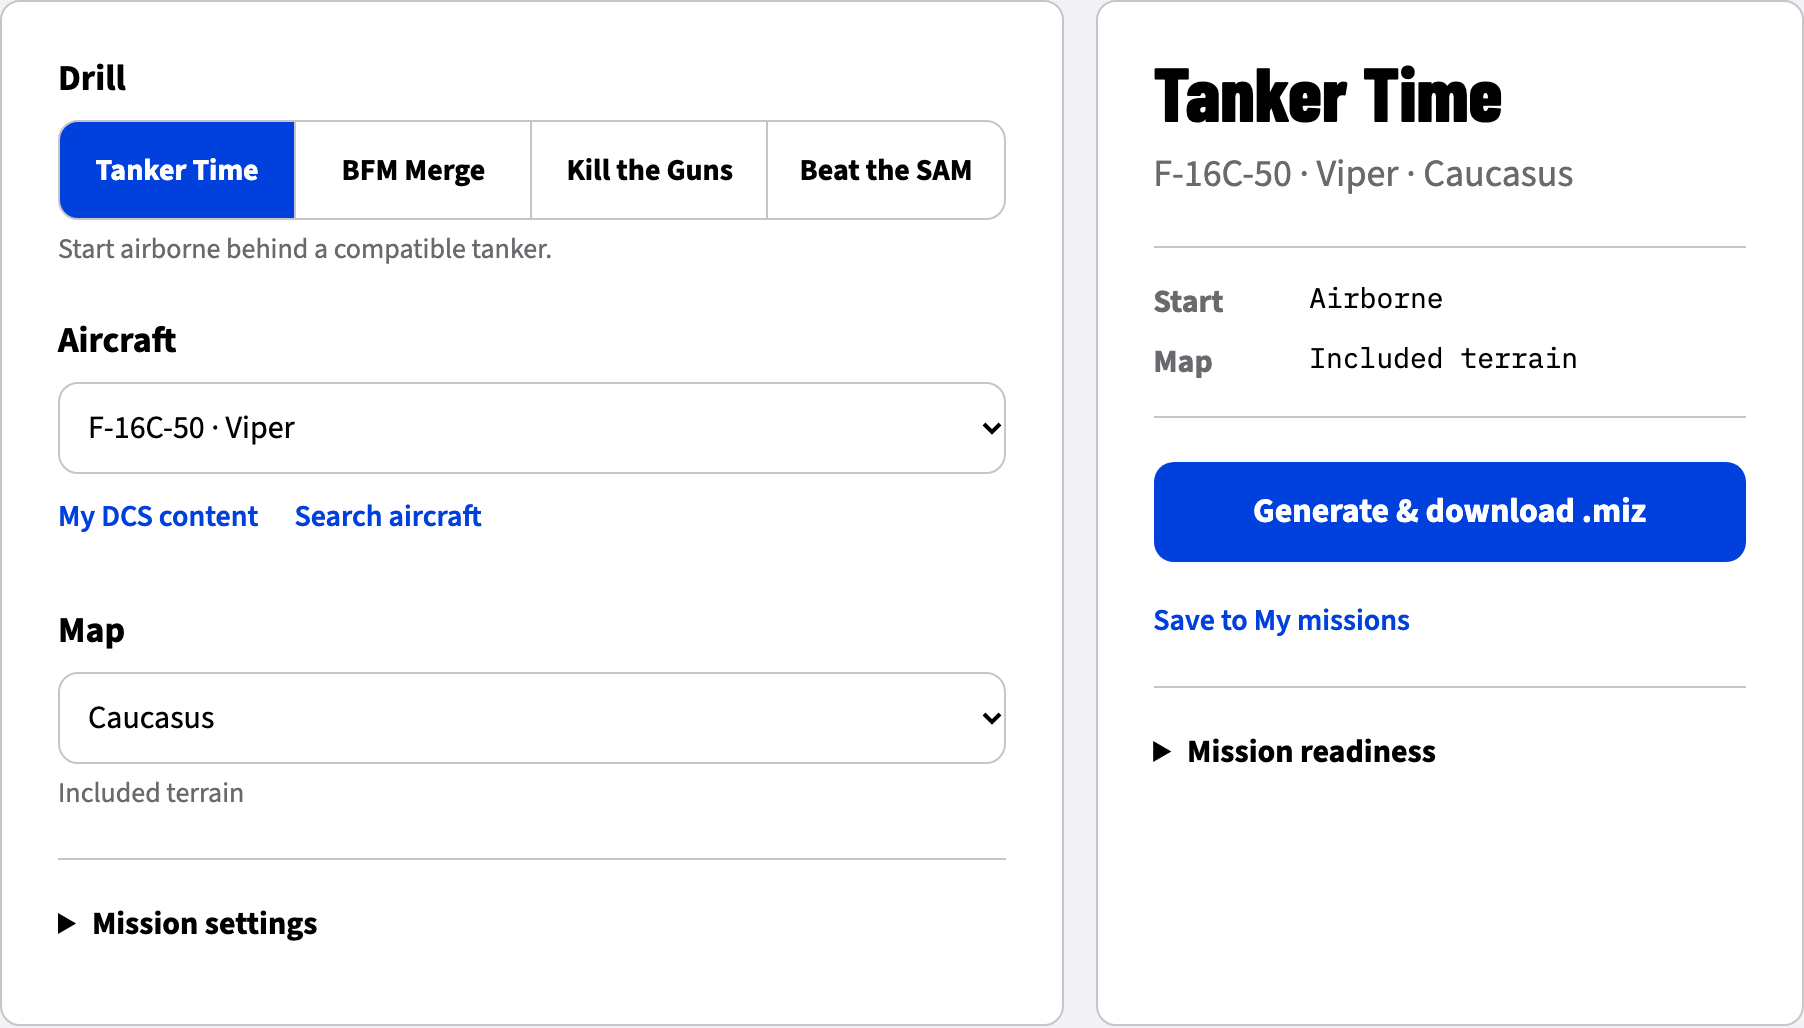 Drill
Tanker Time
BFM Merge
Kill the Guns
Beat the SAM
Start airborne behind a compatible tanker.
Aircraft
F-16C-50 · Viper
My DCS content
Search aircraft
Map
Caucasus
Included terrain
Mission settings
Tanker Time
F-16C-50 · Viper · Caucasus
Start Airborne
Map Included terrain
Generate & download .miz
Save to My missions
Mission readiness